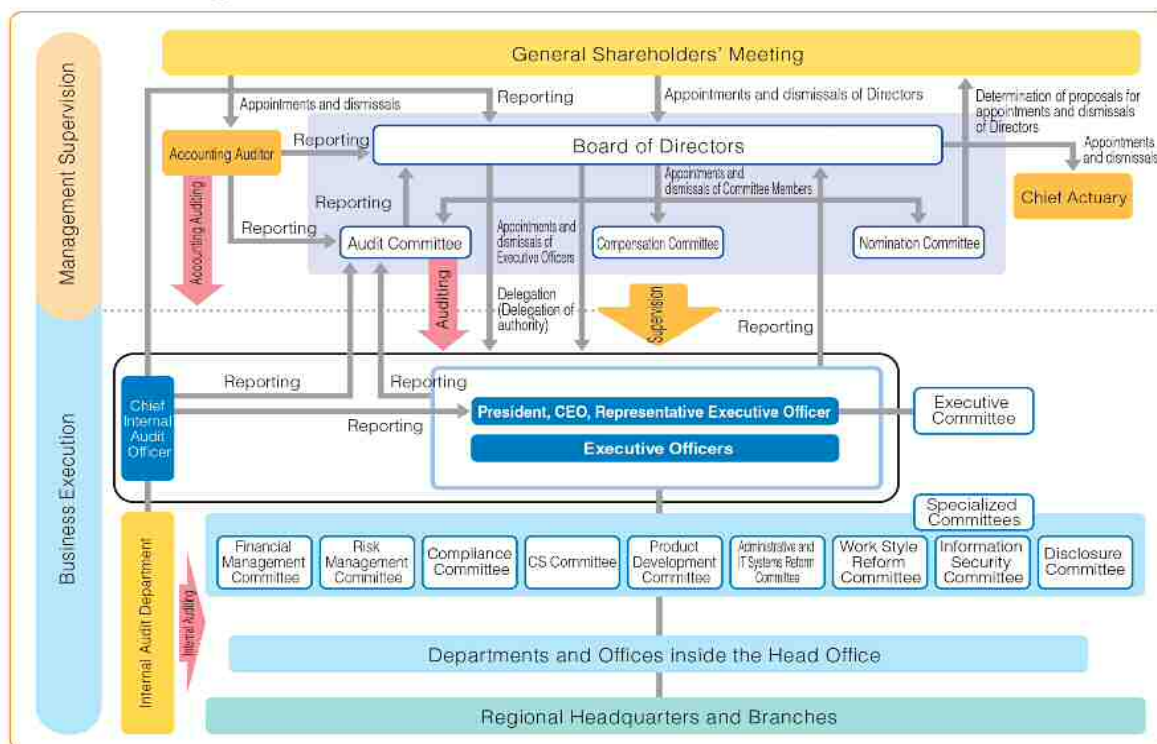 Management Supervision
Business Execution
General Shareholders' Meeting
Appointments and dismissals
Reporting
Appointments and dismissals of Directors
Determination of proposals for
appointments and dismissals
of Directors
Accounting Auditor
Reporting
Board of Directors
Appointments
and dismissals
Chief Actuary
Accounting Auditing
Reporting
Reporting
Appointments and
dismissals of Committee Members
Audit Committee
Appointments and
dismissals of
Executive Officers
Compensation Committee
Nomination Committee
Auditing
Delegation
(Delegation of
authority)
Supervision
Reporting
Chief
Internal
Audit
Officer
Reporting
Reporting
Reporting
President, CEO, Representative Executive Officer
Executive Officers
Executive
Committee
Specialized
Committees
Internal Audit Department
Internal Auditing
Financial
Management
Committee
Risk
Management
Committee
Compliance
Committee
CS Committee
Product
Development
Committee
Administrative and
IT Systems Reform
Committee
Work Style
Reform
Committee
Information
Security
Committee
Disclosure
Committee
Departments and Offices inside the Head Office
Regional Headquarters and Branches